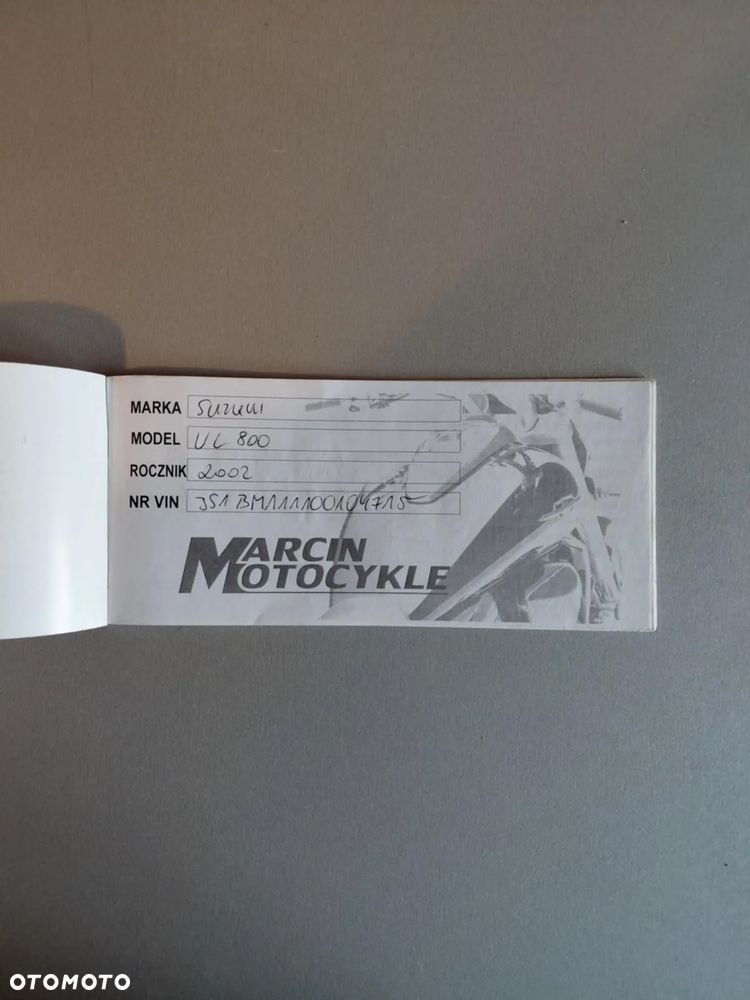 MARKA Suzuki
MODEL VL 800
ROCZNIK 2002
NR VIN JS1BM111100104715
MARCIN
MOTOCYKLE
OTOMOTO